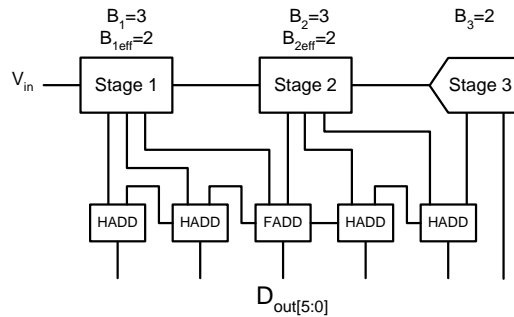 B1=3
B1eff=2
B2=3
B2eff=2
B3=2
Vin
Stage 1
Stage 2
Stage 3
HADD
HADD
FADD
HADD
HADD
Dout[5:0]